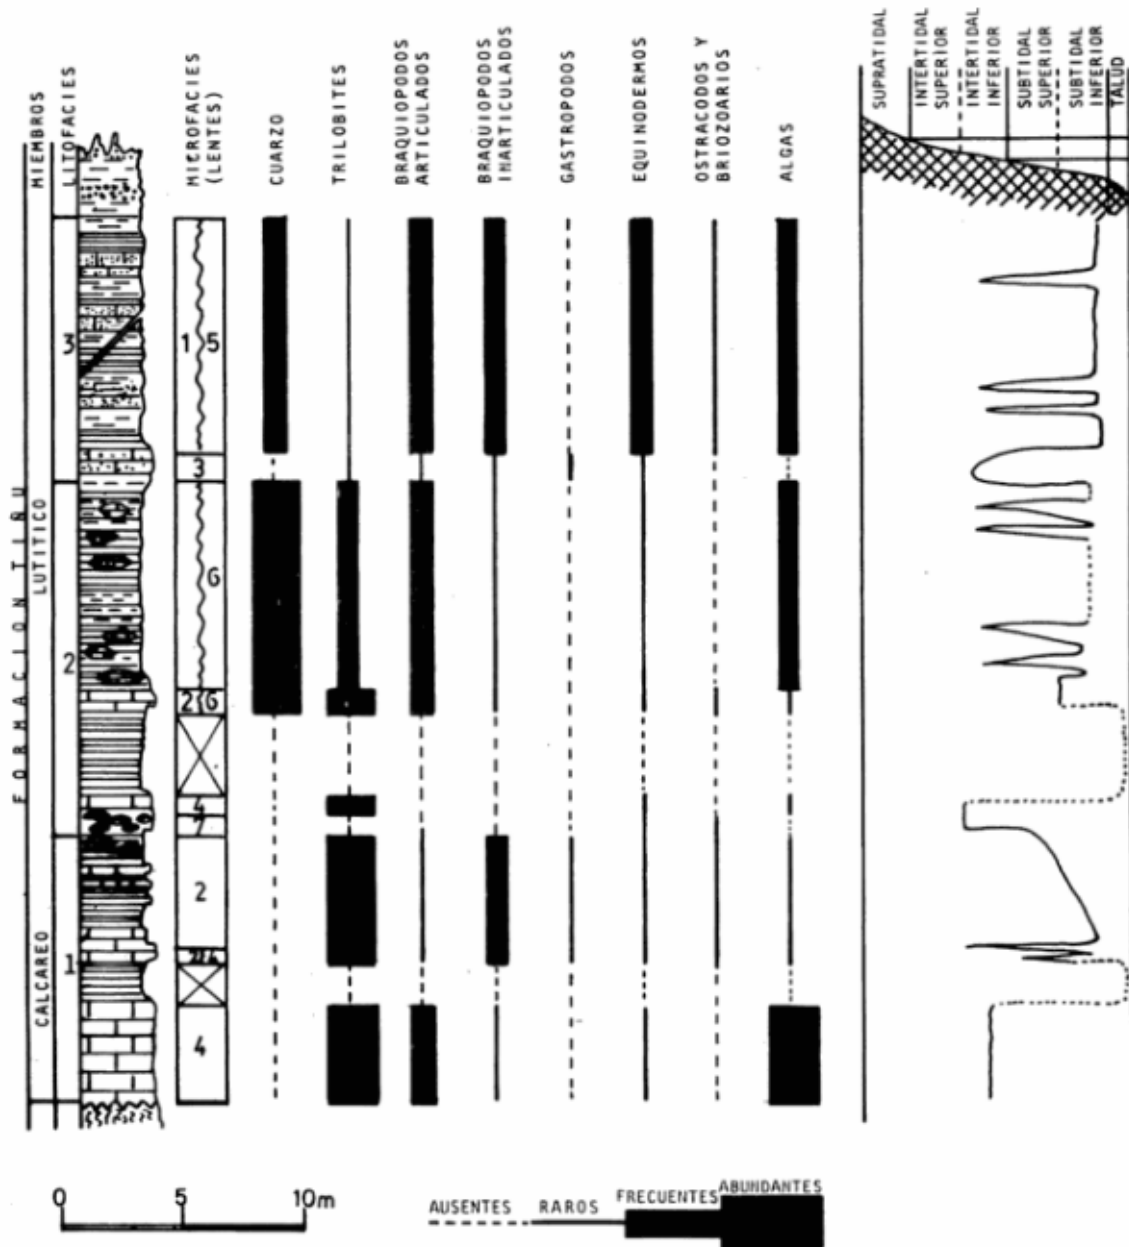 FORMACION TIÑU
MIEMBROS
LITOFACIES
MICROFACIES
(LENTES)
CUARZO
TRILOBITES
BRAQUIOPODOS
ARTICULADOS
BRAQUIOPODOS
INARTICULADOS
GASTROPODOS
EQUINODERMOS
OSTRACODOS Y
BRIOZOARIOS
ALGAS
SUPRATIDAL
INTERTIDAL
SUPERIOR
INTERTIDAL
INFERIOR
SUBTIDAL
SUPERIOR
SUBTIDAL
INFERIOR
TALUD
LUTITICO
CALCAREO
3
2
1
1 5
3
6
2 6
4
2
4
0 5 10m
AUSENTES RAROS FRECUENTES ABUNDANTES